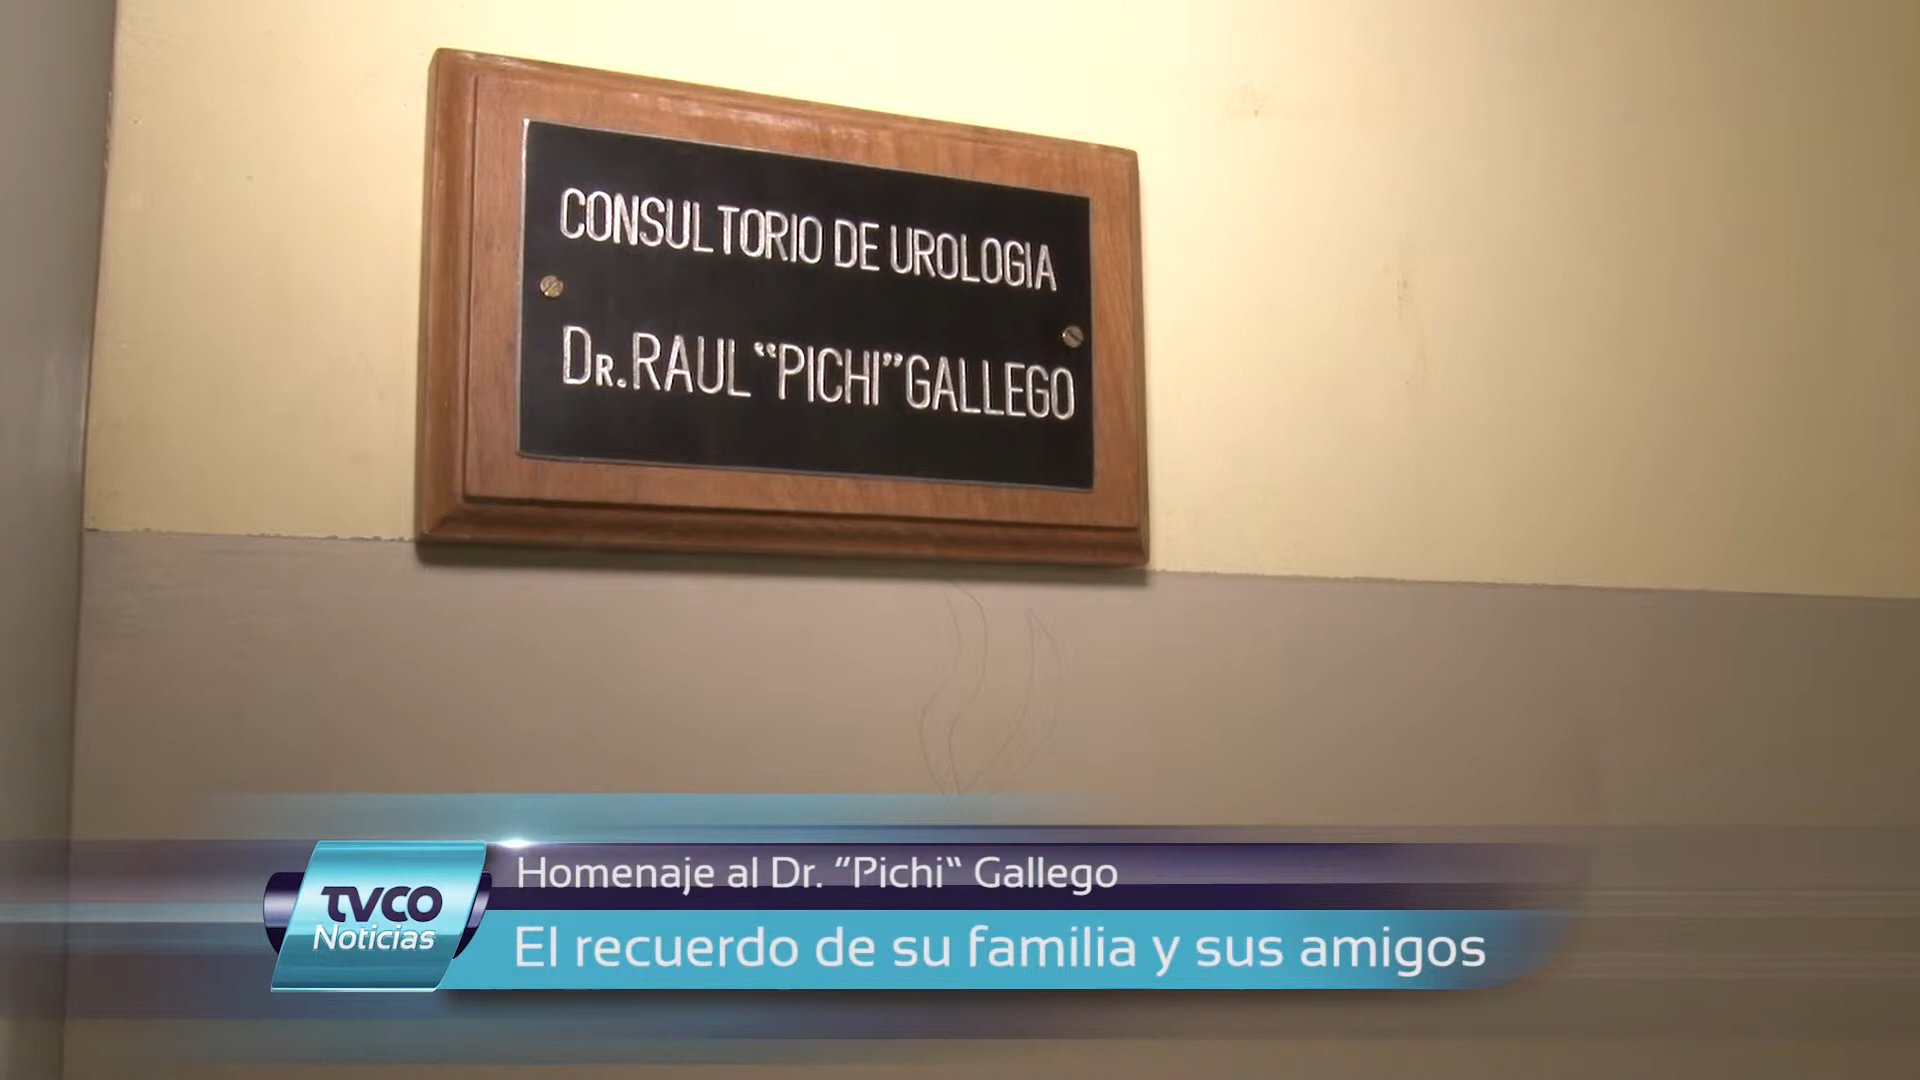 CONSULTORIO DE UROLOGIA
DR. RAUL "PICHI" GALLEGO
Homenaje al Dr. "Pichi" Gallego
TVCO
Noticias
El recuerdo de su familia y sus amigos